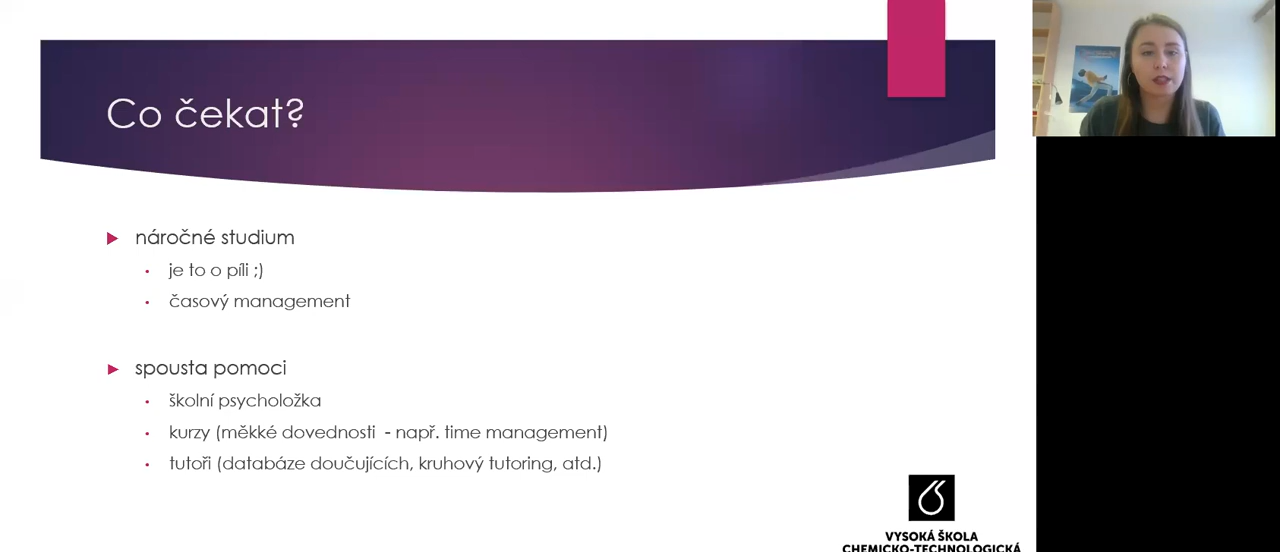 Co čekat?
náročné studium
je to o píli ;)
časový management
spousta pomoci
školní psycholožka
kurzy (měkké dovednosti - např. time management)
tutoři (databáze doučujících, kruhový tutoring, atd.)
VYSOKÁ ŠKOLA
CHEMICKO-TECHNOLOGICKÁ